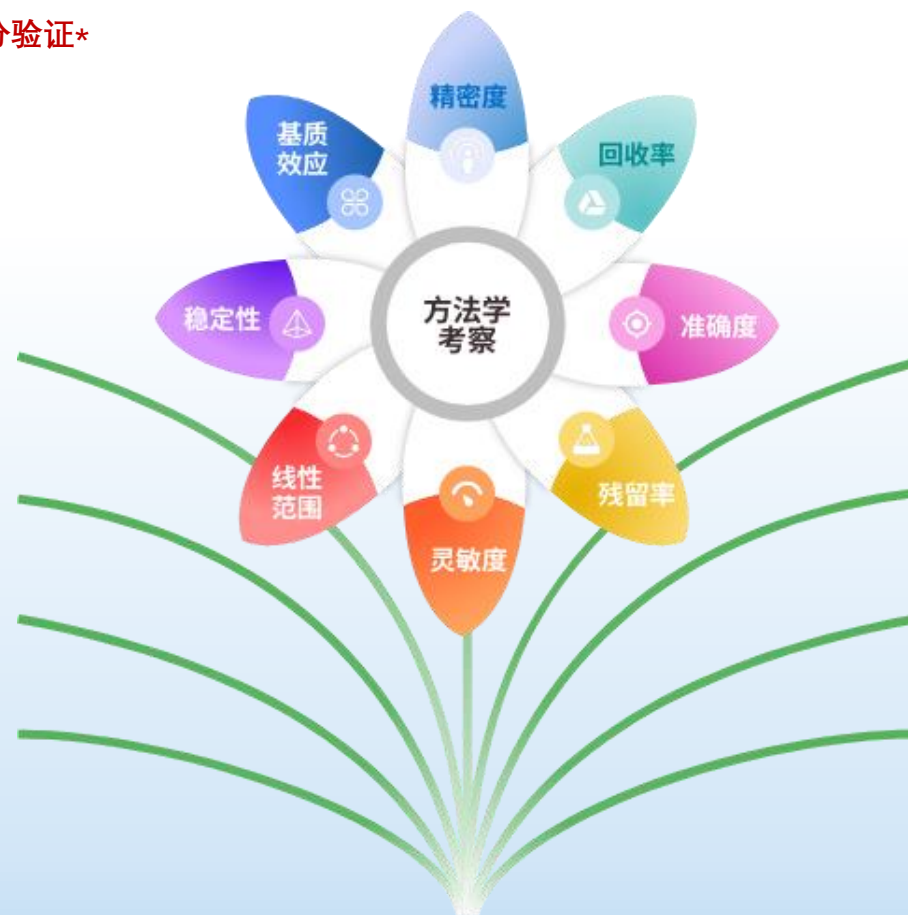 分验证*
精密度
基质
效应
回收率
稳定性
方法学
考察
准确度
线性
范围
残留率
灵敏度